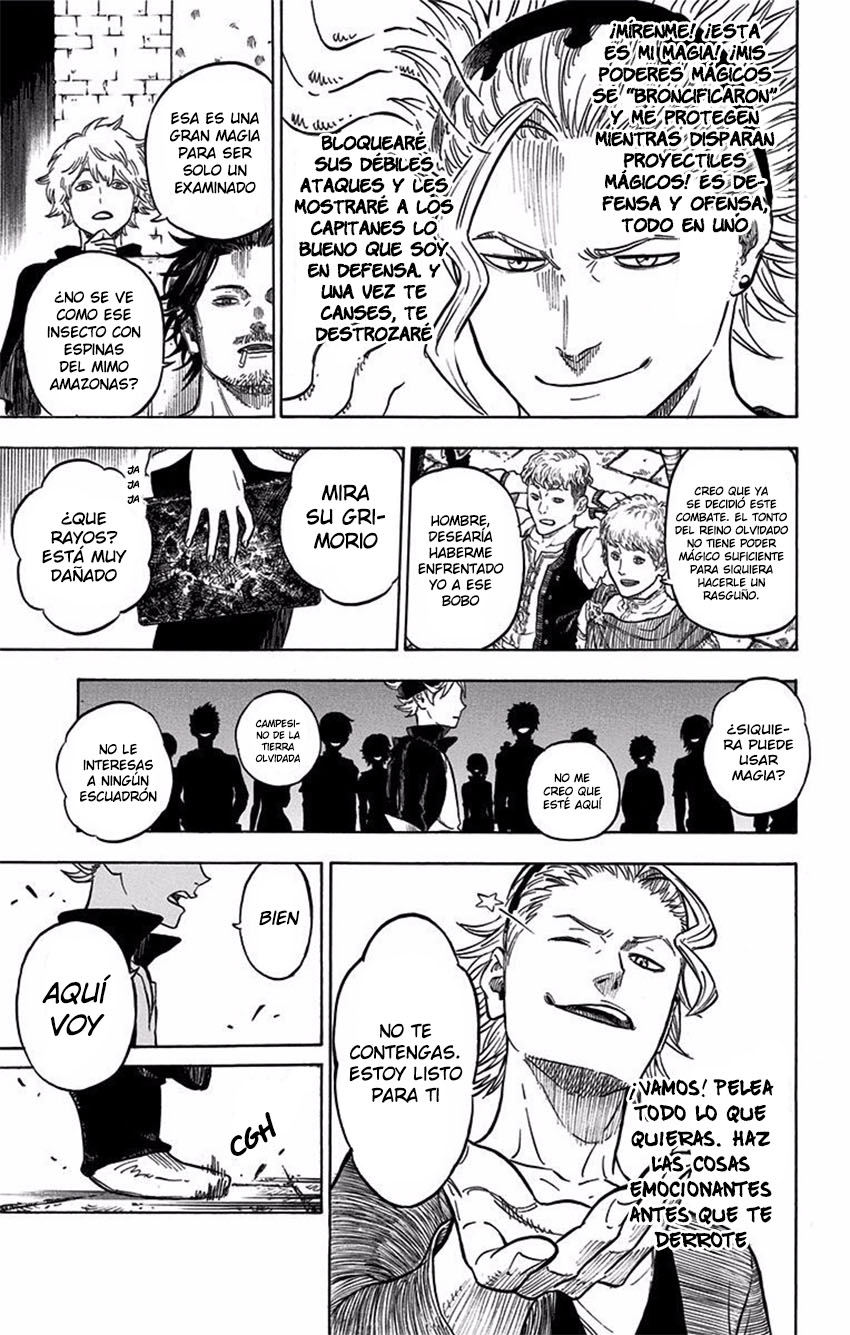 ¡MÍRENME! ¡ESTA
ES MI MAGIA! ¡MIS
PODERES MÁGICOS
SE "BRONCIFICARON"
Y ME PROTEGEN
MIENTRAS DISPARAN
PROYECTILES
MÁGICOS! ES DE-
FENSA Y OFENSA,
TODO EN UNO
BLOQUEARÉ
SUS DÉBILES
ATAQUES Y LES
MOSTRARÉ A LOS
CAPITANES LO
BUENO QUE SOY
EN DEFENSA. Y
UNA VEZ TE
CANSES, TE
DESTROZARÉ
ESA ES UNA
GRAN MAGIA
PARA SER
SOLO UN
EXAMINADO
¿NO SE VE
COMO ESE
INSECTO CON
ESPINAS
DEL MIMO
AMAZONAS?
CREO QUE YA
SE DECIDIÓ ESTE
COMBATE. EL TONTO
DEL REINO OLVIDADO
NO TIENE PODER
MÁGICO SUFICIENTE
PARA SIQUIERA
HACERLE UN
RASGUÑO.
HOMBRE,
DESEARÍA
HABERME
ENFRENTADO
YO A ESE
BOBO
MIRA
SU GRI-
MORIO
JA
JA
JA
¿QUE
RAYOS?
ESTÁ MUY
DAÑADO
¿SIQUIE-
RA PUEDE
USAR
MAGIA?
NO ME
CREO QUE
ESTÉ AQUÍ
CAMPESI-
NO DE LA
TIERRA
OLVIDADA
NO LE
INTERESAS
A NINGÚN
ESCUADRÓN
NO TE
CONTENGAS.
ESTOY LISTO
PARA TI
¡VAMOS! PELEA
TODO LO QUE
QUIERAS. HAZ
LAS COSAS
EMOCIONANTES
ANTES QUE TE
DERROTE
BIEN
AQUÍ
VOY
CGH